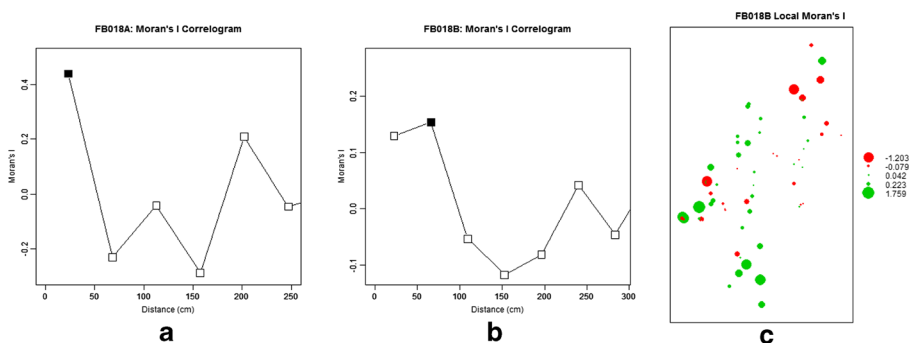 FB018A: Moran's I Correlogram
Moran's I
0.4
0.2
0.0
-0.2
0 50 100 150 200 250
Distance (cm)
a
FB018B: Moran's I Correlogram
Moran's I
0.2
0.1
0.0
-0.1
0 50 100 150 200 250 300
Distance (cm)
b
FB018B Local Moran's I
-1.203
-0.079
0.042
0.223
1.759
c